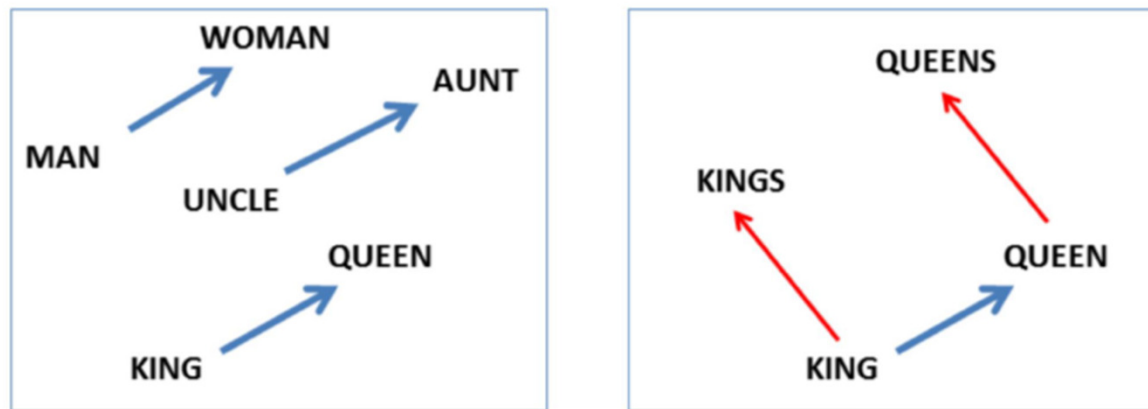 WOMAN
AUNT
MAN
UNCLE
QUEEN
KING
QUEENS
KINGS
QUEEN
KING